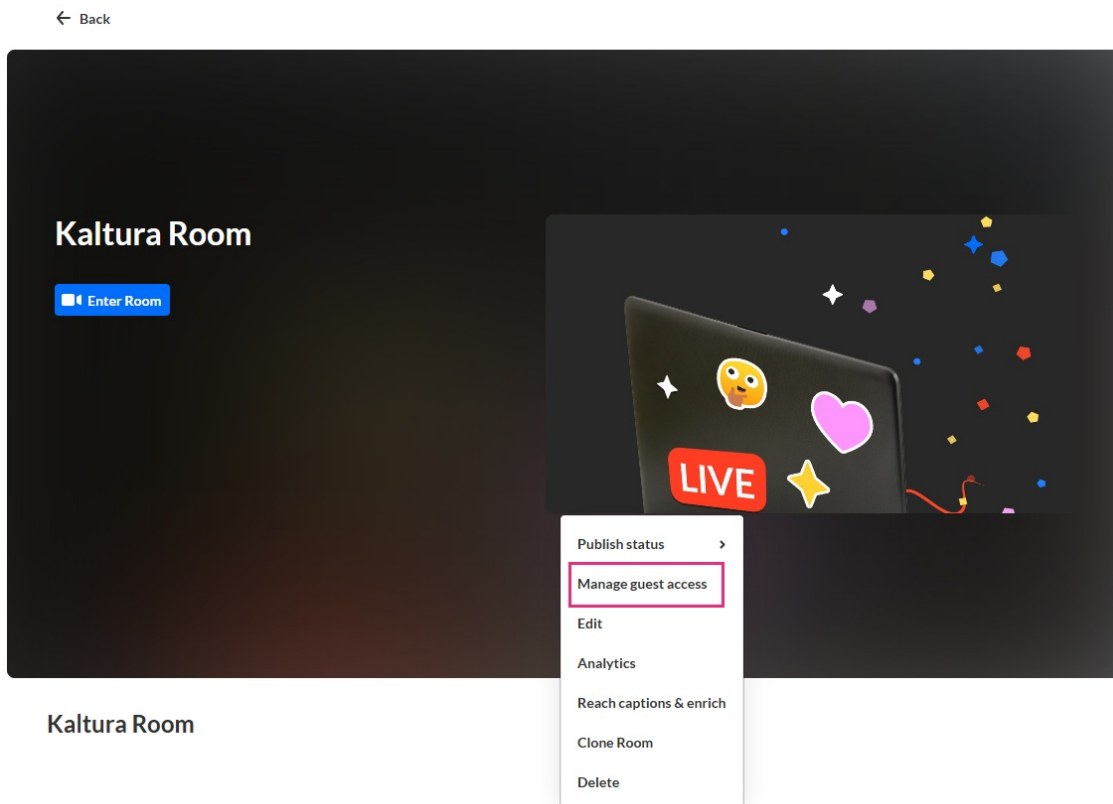 Back
Kaltura Room
Enter Room
LIVE
Publish status
Manage guest access
Edit
Analytics
Reach captions & enrich
Clone Room
Delete
Kaltura Room